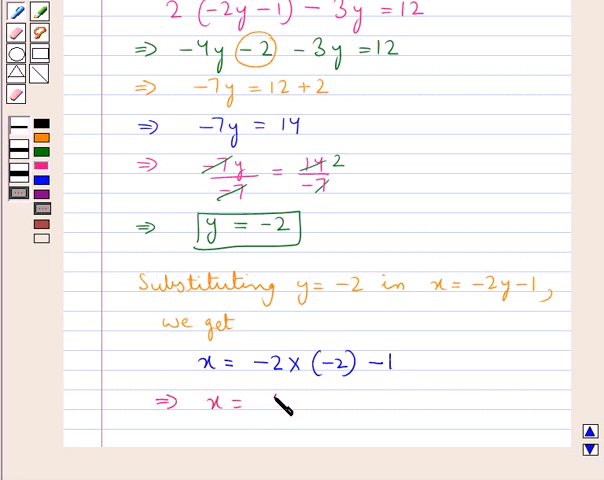 2 (-2y-1) - 3y = 12
⇒ -4y -2 - 3y = 12
⇒ -7y = 12 + 2
⇒ -7y = 14
⇒ -7y/-7 = 14/-7 2
⇒ y = -2
Substituting y = -2 in x = -2y-1,
we get
x = -2 × (-2) -1
⇒ x =